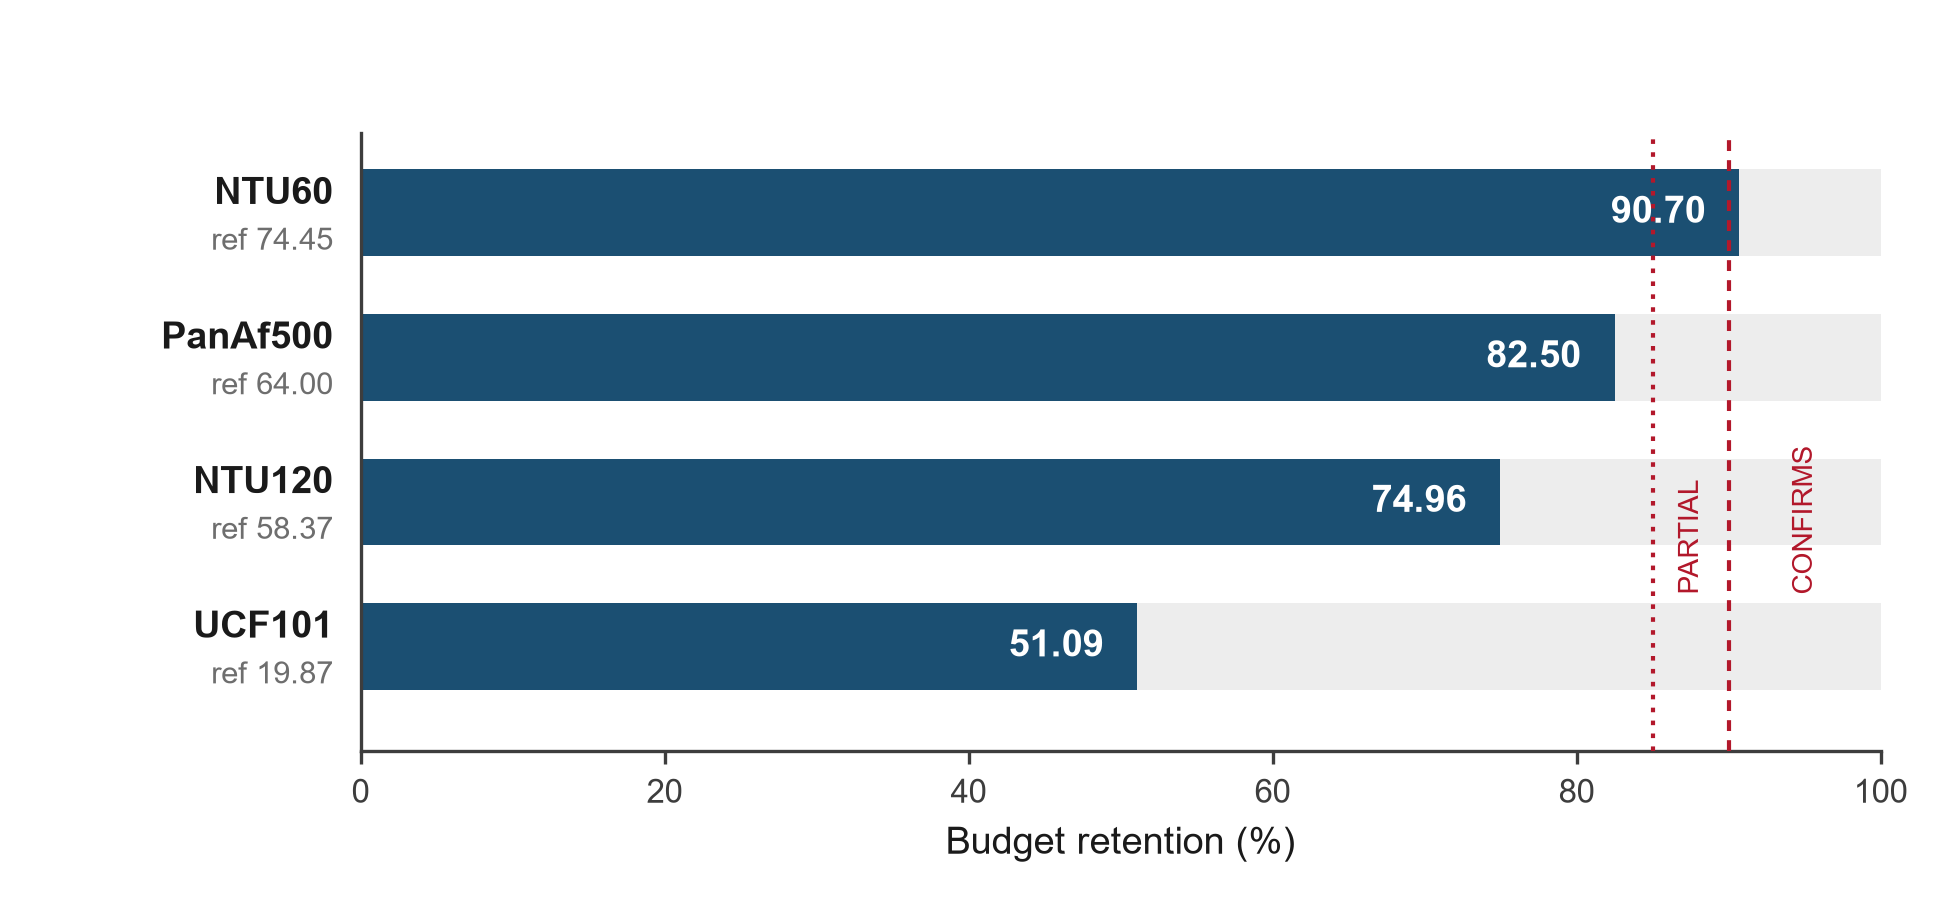 NTU60
ref 74.45
90.70
PanAf500
ref 64.00
82.50
NTU120
ref 58.37
74.96
PARTIAL
CONFIRMS
UCF101
ref 19.87
51.09
0 20 40 60 80 100
Budget retention (%)